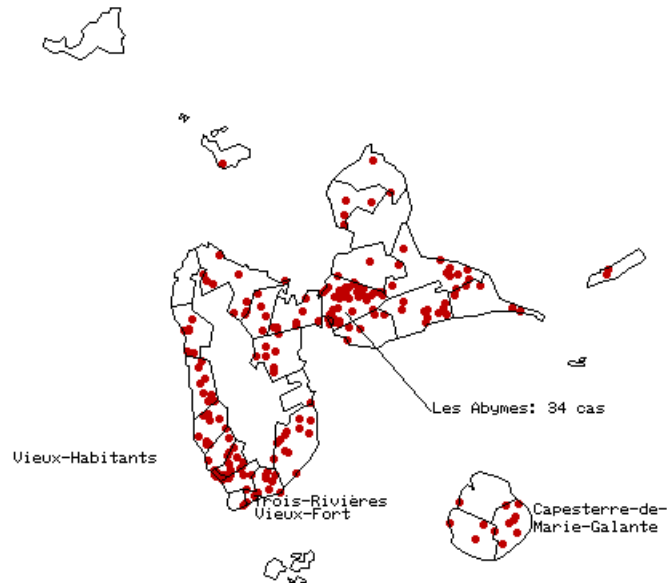 Les Abymes: 34 cas
Vieux-Habitants
Trois-Rivières
Vieux-Fort
Capesterre-de-
Marie-Galante